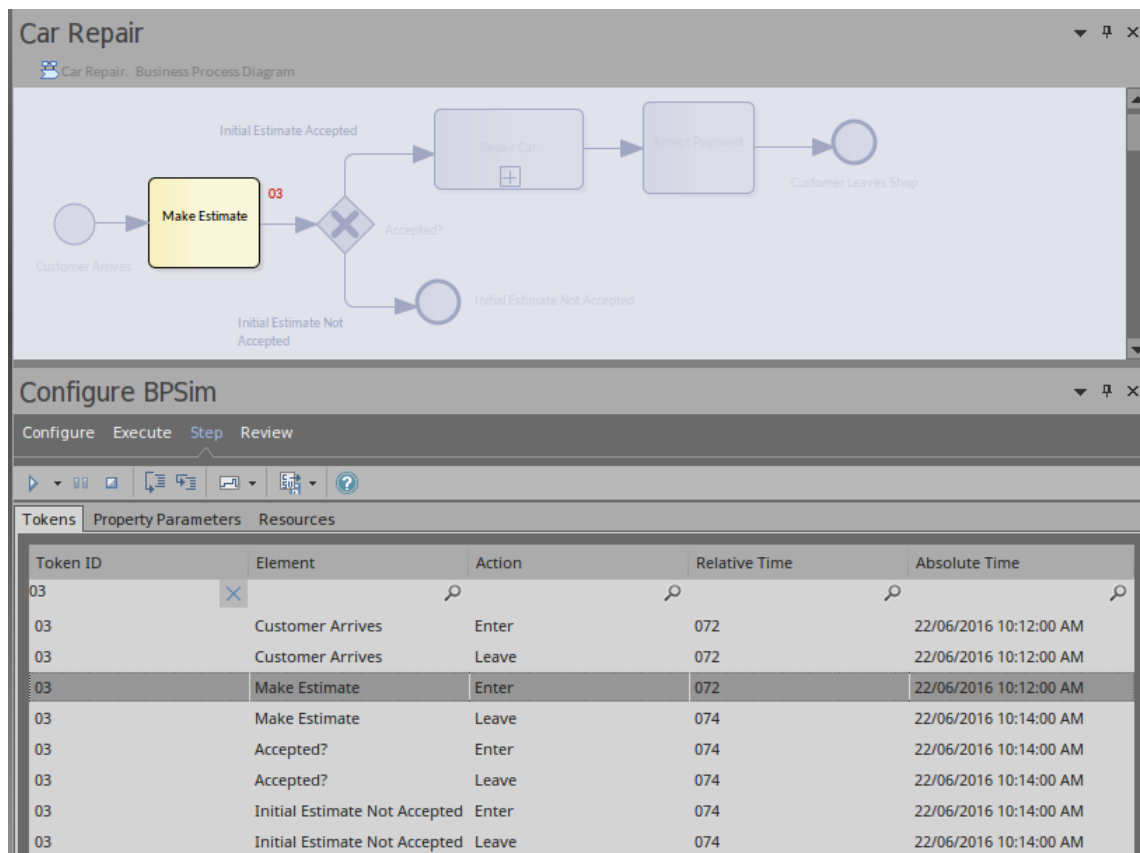 Car Repair
Car Repair. Business Process Diagram
Initial Estimate Accepted
Repair Car
Accept Payment
Customer Leaves Shop
03
Make Estimate
Accepted?
Customer Arrives
Initial Estimate Not Accepted
Initial Estimate Not
Accepted
Configure BPSim
Configure Execute Step Review
Tokens Property Parameters Resources
Token ID Element Action Relative Time Absolute Time
03
03 Customer Arrives Enter 072 22/06/2016 10:12:00 AM
03 Customer Arrives Leave 072 22/06/2016 10:12:00 AM
03 Make Estimate Enter 072 22/06/2016 10:12:00 AM
03 Make Estimate Leave 074 22/06/2016 10:14:00 AM
03 Accepted? Enter 074 22/06/2016 10:14:00 AM
03 Accepted? Leave 074 22/06/2016 10:14:00 AM
03 Initial Estimate Not Accepted Enter 074 22/06/2016 10:14:00 AM
03 Initial Estimate Not Accepted Leave 074 22/06/2016 10:14:00 AM